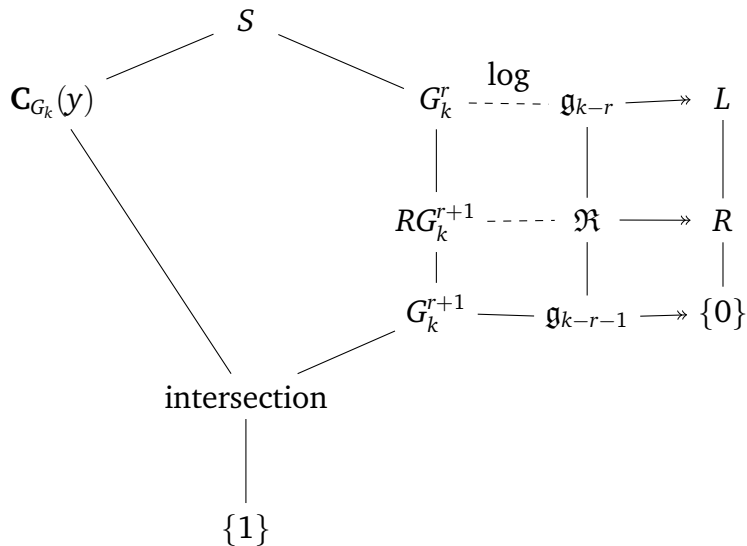 S
log
𝐂_{G_k}(y) G_k^r 𝔤_{k−r} L
RG_k^{r+1} ℜ R
G_k^{r+1} 𝔤_{k−r−1} {0}
intersection
{1}